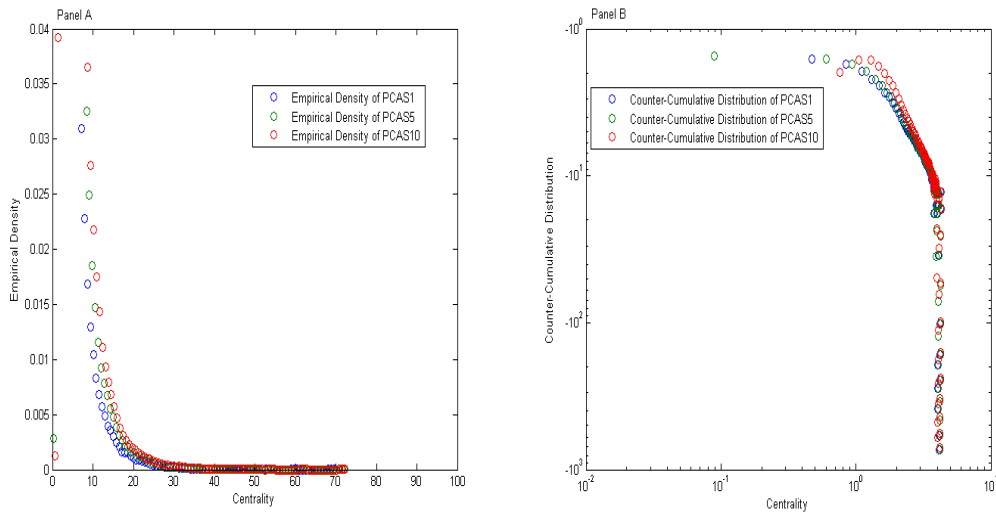 Panel A
0.04
0.035
0.03
0.025
0.02
0.015
0.01
0.005
0
Empirical Density
0 10 20 30 40 50 60 70 80 90 100
Centrality
Empirical Density of PCAS1
Empirical Density of PCAS5
Empirical Density of PCAS10
Panel B
-10^0
-10^1
-10^2
-10^3
Counter-Cumulative Distribution
10^-2 10^-1 10^0 10
Centrality
Counter-Cumulative Distribution of PCAS1
Counter-Cumulative Distribution of PCAS5
Counter-Cumulative Distribution of PCAS10